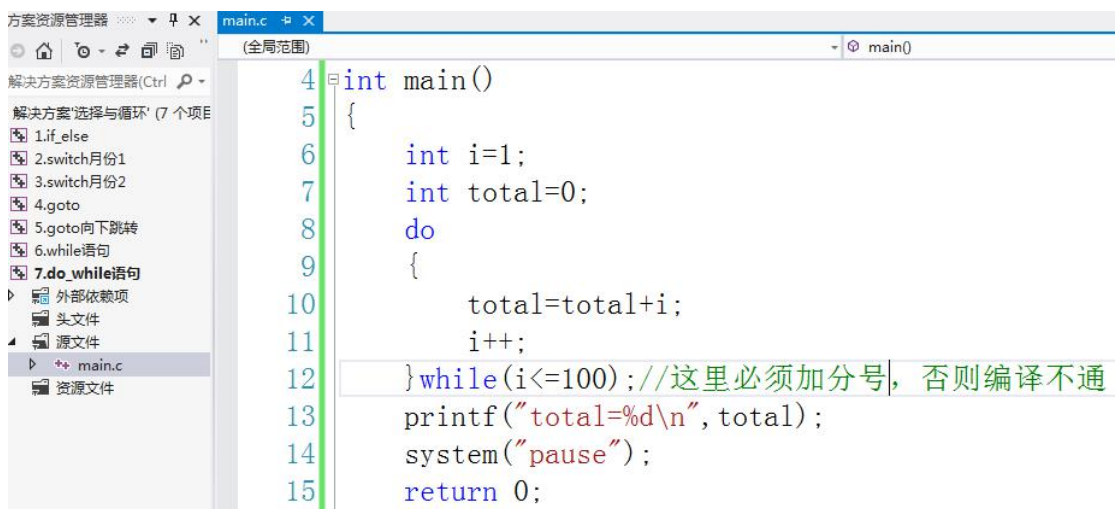 方案资源管理器
main.c
(全局范围)
main()
解决方案资源管理器(Ctrl
解决方案'选择与循环' (7 个项目
1.if_else
2.switch月份1
3.switch月份2
4.goto
5.goto向下跳转
6.while语句
7.do_while语句
外部依赖项
头文件
源文件
main.c
资源文件
4 int main()
5 {
6 int i=1;
7 int total=0;
8 do
9 {
10 total=total+i;
11 i++;
12 }while(i<=100);//这里必须加分号，否则编译不通
13 printf("total=%d\n",total);
14 system("pause");
15 return 0;